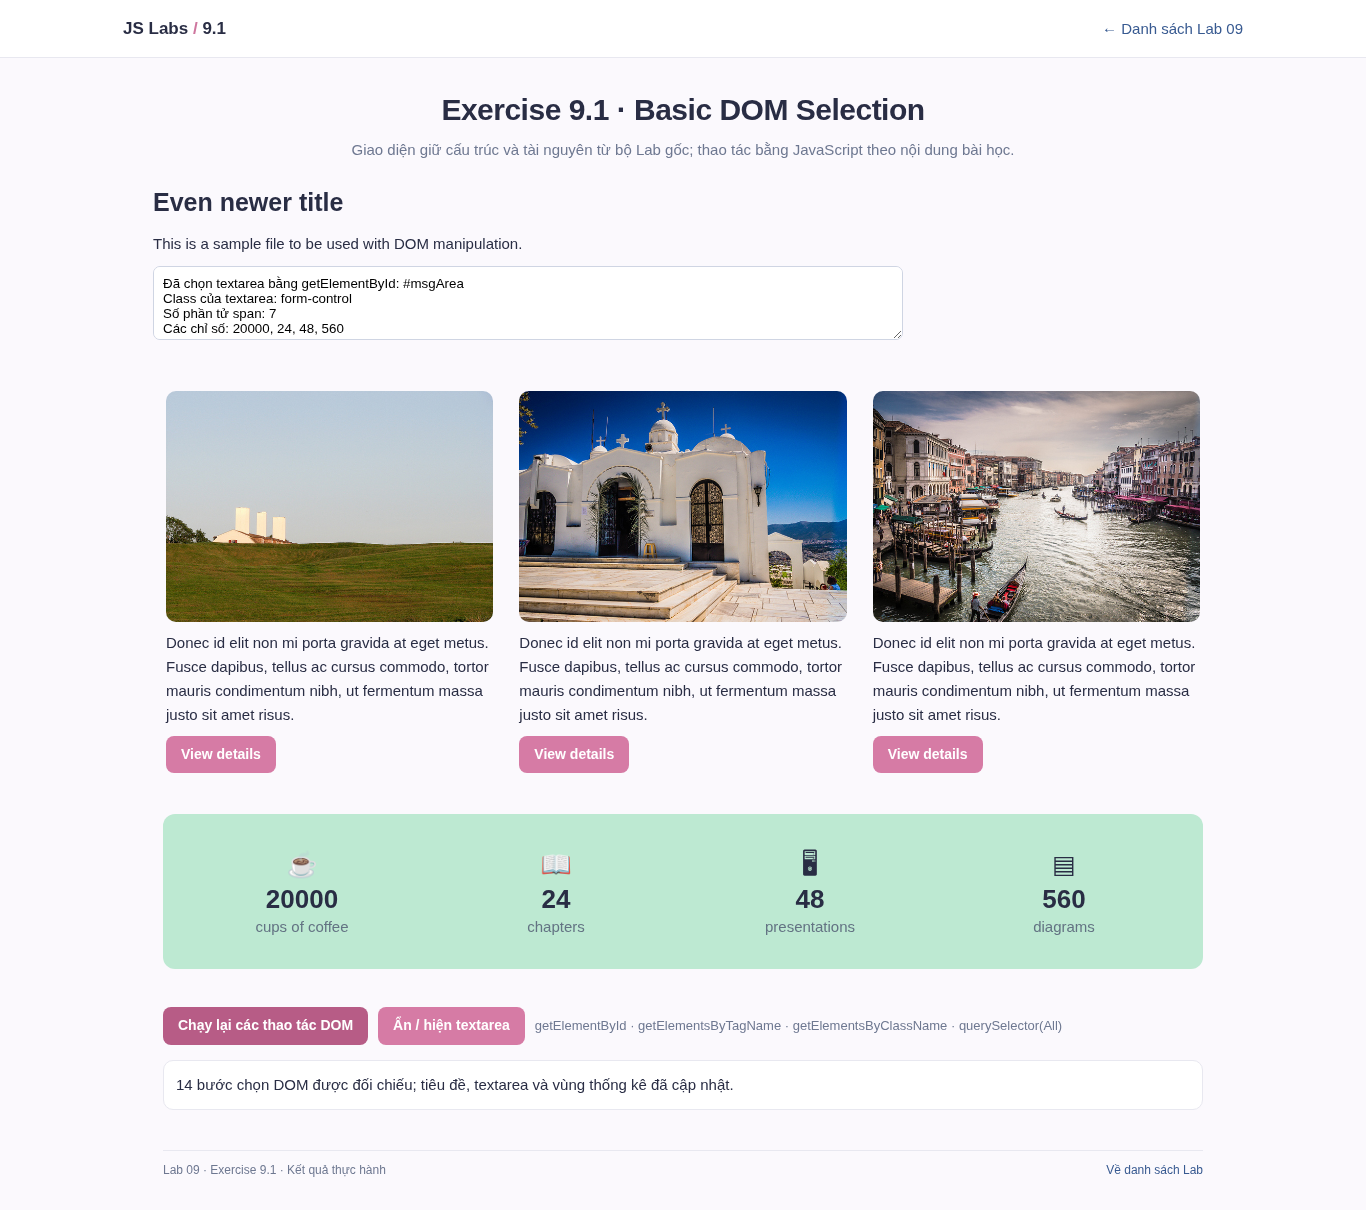 JS Labs / 9.1
← Danh sách Lab 09
Exercise 9.1 · Basic DOM Selection
Giao diện giữ cấu trúc và tài nguyên từ bộ Lab gốc; thao tác bằng JavaScript theo nội dung bài học.
Even newer title
This is a sample file to be used with DOM manipulation.
Đã chọn textarea bằng getElementById: #msgArea
Class của textarea: form-control
Số phần tử span: 7
Các chỉ số: 20000, 24, 48, 560
Donec id elit non mi porta gravida at eget metus.
Fusce dapibus, tellus ac cursus commodo, tortor
mauris condimentum nibh, ut fermentum massa
justo sit amet risus.
View details
Donec id elit non mi porta gravida at eget metus.
Fusce dapibus, tellus ac cursus commodo, tortor
mauris condimentum nibh, ut fermentum massa
justo sit amet risus.
View details
Donec id elit non mi porta gravida at eget metus.
Fusce dapibus, tellus ac cursus commodo, tortor
mauris condimentum nibh, ut fermentum massa
justo sit amet risus.
View details
20000
cups of coffee
24
chapters
48
presentations
560
diagrams
Chạy lại các thao tác DOM
Ẩn / hiện textarea
getElementById · getElementsByTagName · getElementsByClassName · querySelector(All)
14 bước chọn DOM được đối chiếu; tiêu đề, textarea và vùng thống kê đã cập nhật.
Lab 09 · Exercise 9.1 · Kết quả thực hành
Về danh sách Lab